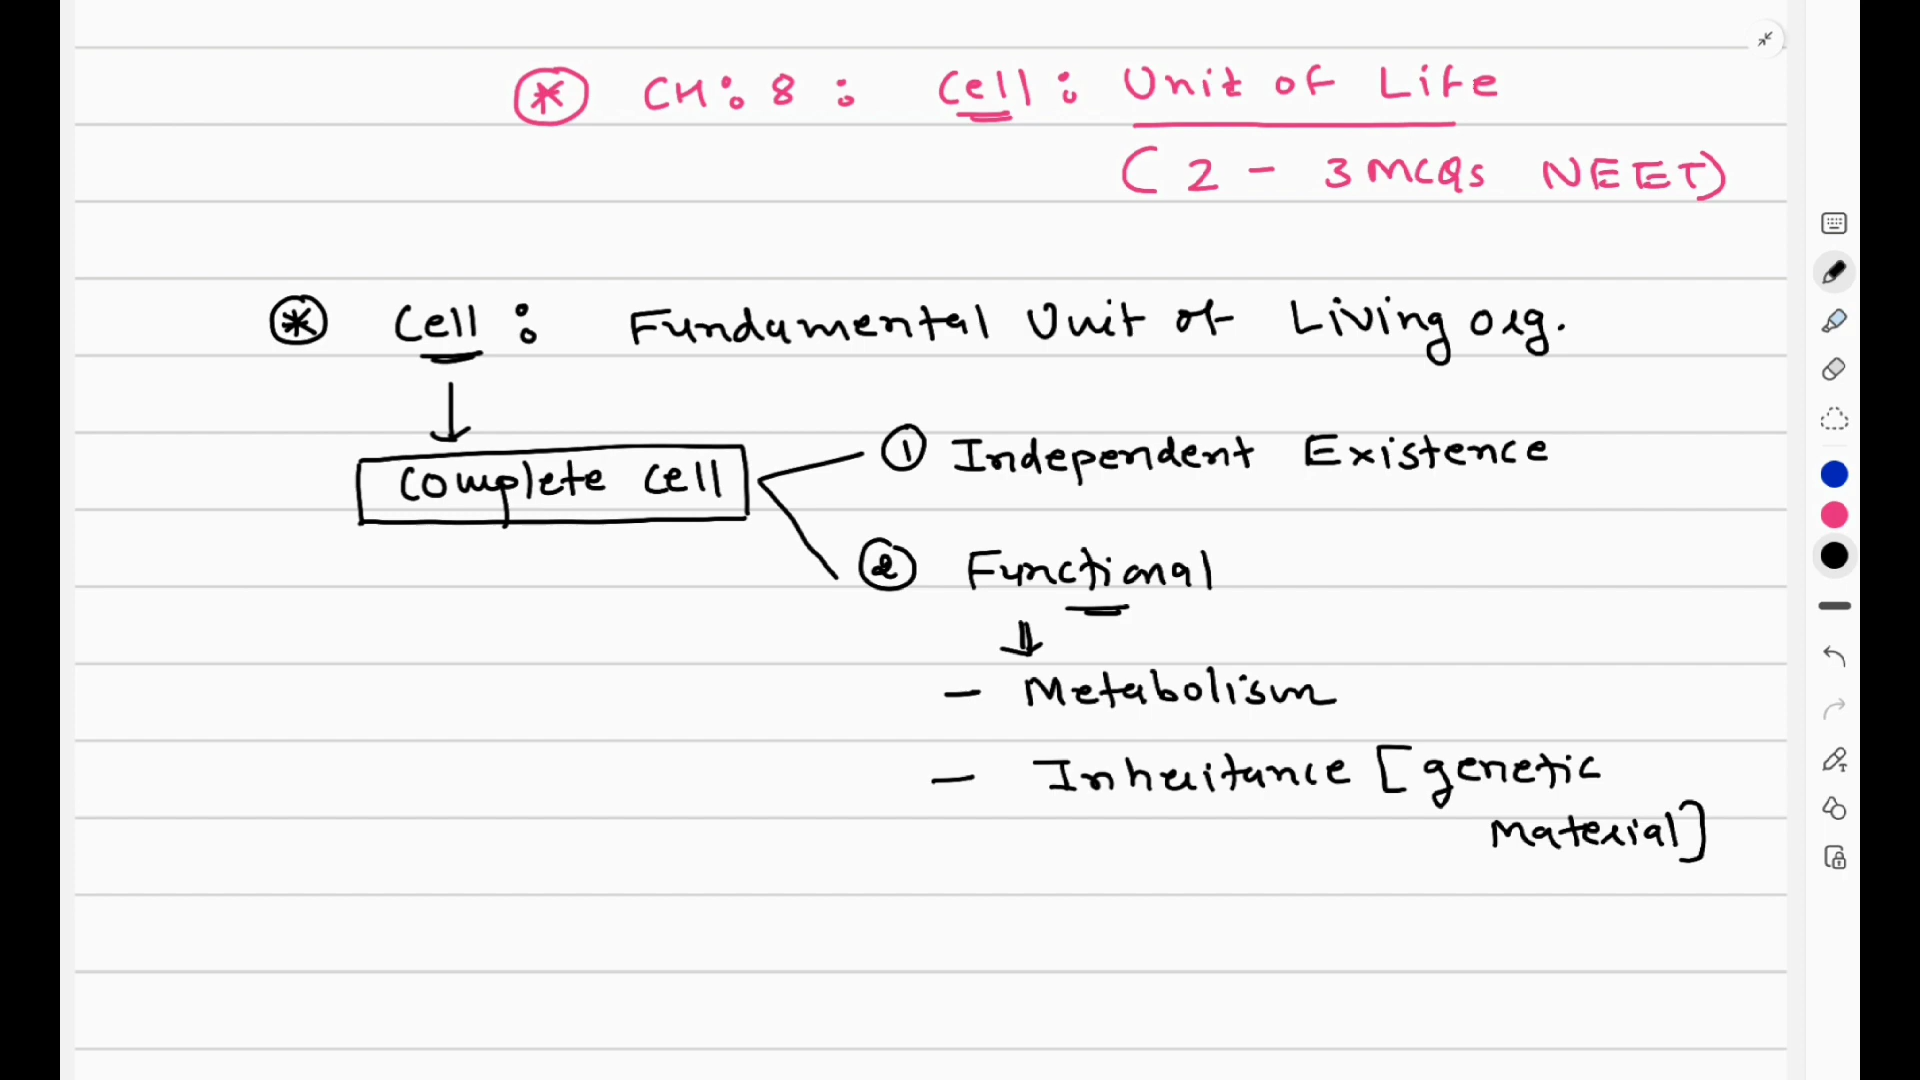 * CH: 8 : Cell: Unit of Life
(2 - 3 MCQs NEET)
* Cell: Fundamental Unit of Living org.
Complete Cell
① Independent Existence
② Functional
- Metabolism
- Inheritance [genetic
Material]